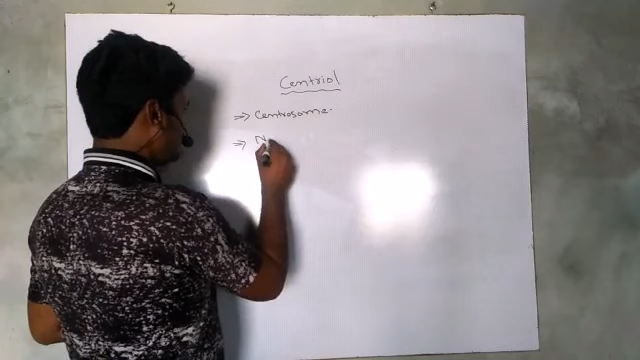 Centriol
⇒ Centrosome.
⇒ N